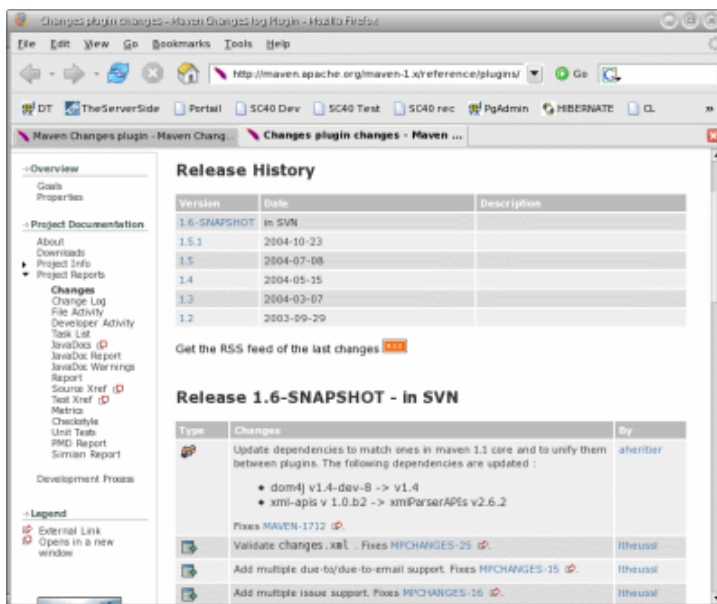 Changes plugin changes - Maven Changes log Plugin - Mozilla Firefox
File Edit View Go Bookmarks Tools Help
http://maven.apache.org/maven-1.x/reference/plugins/ Go
DT TheServerSide Portail SC40 Dev SC40 Test SC40 rec PgAdmin HIBERNATE CL »
Maven Changes plugin - Maven Chang... Changes plugin changes - Maven ...
Overview
Goals
Properties
Project Documentation
About
Downloads
Project Info
Project Reports
Changes
Change Log
File Activity
Developer Activity
Task List
JavaDocs
JavaDoc Report
JavaDoc Warnings
Report
Source Xref
Test Xref
Metrics
Checkstyle
Unit Tests
PMD Report
Simian Report
Development Process
Legend
External Link
Opens in a new
window
Release History
Version Date Description
1.6-SNAPSHOT in SVN
1.5.1 2004-10-23
1.5 2004-07-08
1.4 2004-05-15
1.3 2004-03-07
1.2 2003-09-29
Get the RSS feed of the last changes RSS
Release 1.6-SNAPSHOT - in SVN
Type Changes By
Update dependencies to match ones in maven 1.1 core and to unify them aheritier
between plugins. The following dependencies are updated :
• dom4j v1.4-dev-8 -> v1.4
• xml-apis v 1.0.b2 -> xmlParserAPIs v2.6.2
Fixes MAVEN-1712 .
Validate changes.xml . Fixes MPCHANGES-25 . ltheussl
Add multiple due-to/due-to-email support. Fixes MPCHANGES-15 . ltheussl
Add multiple issue support. Fixes MPCHANGES-16 . ltheussl